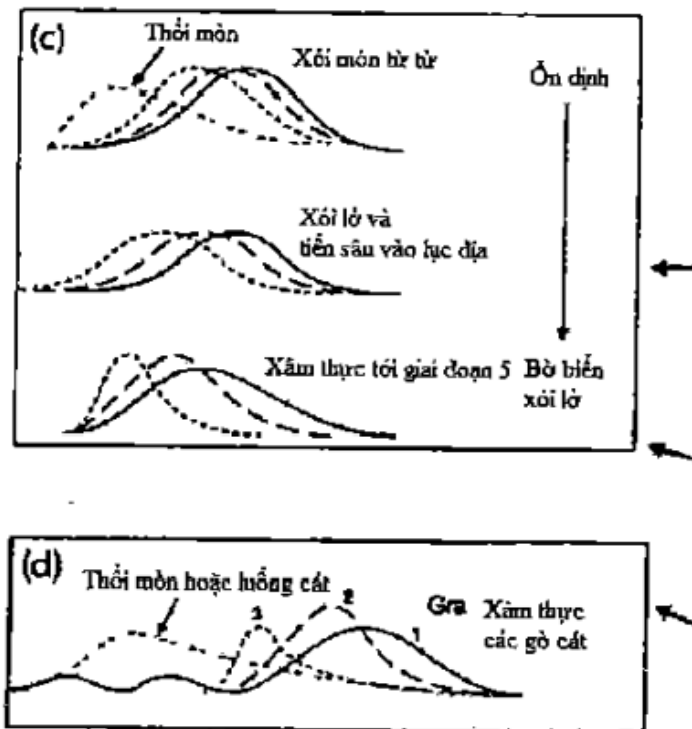 (c)
Thổi mòn
Xói mòn từ từ
Ổn định
Xói lở và
tiến sâu vào lục địa
Xâm thực tới giai đoạn 5
Bờ biển
xói lở
(d)
Thổi mòn hoặc luồng cát
3
2
1
Gra
Xâm thực
các gò cát